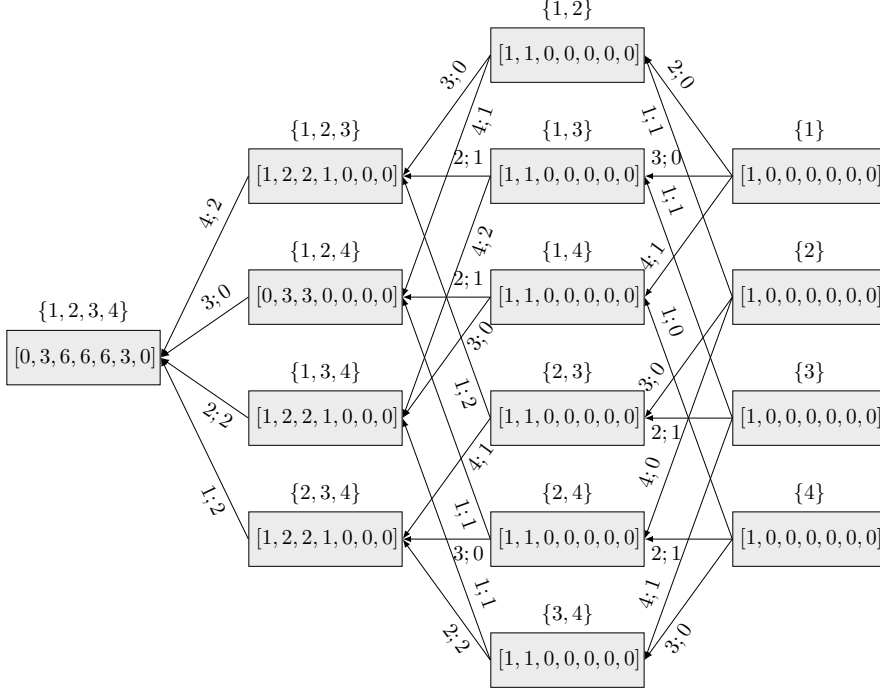 {1, 2, 3, 4}
[0, 3, 6, 6, 6, 3, 0]
4; 2
3; 0
2; 2
1; 2
{1, 2, 3}
[1, 2, 2, 1, 0, 0, 0]
{1, 2, 4}
[0, 3, 3, 0, 0, 0, 0]
{1, 3, 4}
[1, 2, 2, 1, 0, 0, 0]
{2, 3, 4}
[1, 2, 2, 1, 0, 0, 0]
3; 0
4; 1
2; 1
4; 2
2; 1
3; 0
1; 2
4; 1
1; 1
3; 0
1; 1
2; 2
{1, 2}
[1, 1, 0, 0, 0, 0, 0]
{1, 3}
[1, 1, 0, 0, 0, 0, 0]
{1, 4}
[1, 1, 0, 0, 0, 0, 0]
{2, 3}
[1, 1, 0, 0, 0, 0, 0]
{2, 4}
[1, 1, 0, 0, 0, 0, 0]
{3, 4}
[1, 1, 0, 0, 0, 0, 0]
2; 0
1; 1
3; 0
1; 1
4; 1
1; 0
3; 0
2; 1
4; 0
2; 1
4; 1
3; 0
{1}
[1, 0, 0, 0, 0, 0, 0]
{2}
[1, 0, 0, 0, 0, 0, 0]
{3}
[1, 0, 0, 0, 0, 0, 0]
{4}
[1, 0, 0, 0, 0, 0, 0]